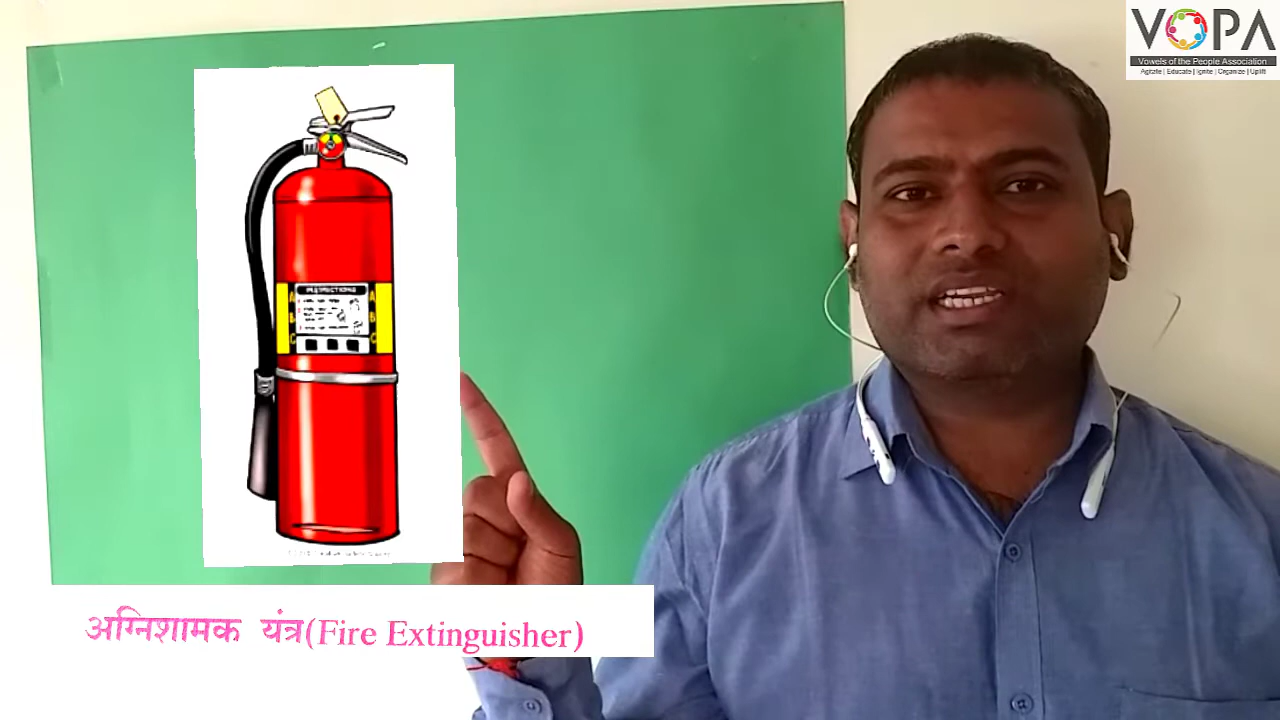 VOPA
Vowels of the People Association
Agitate | Educate | Ignite | Organize | Uplift
INSTRUCTIONS
A A
B B
C C
अग्निशामक यंत्र(Fire Extinguisher)